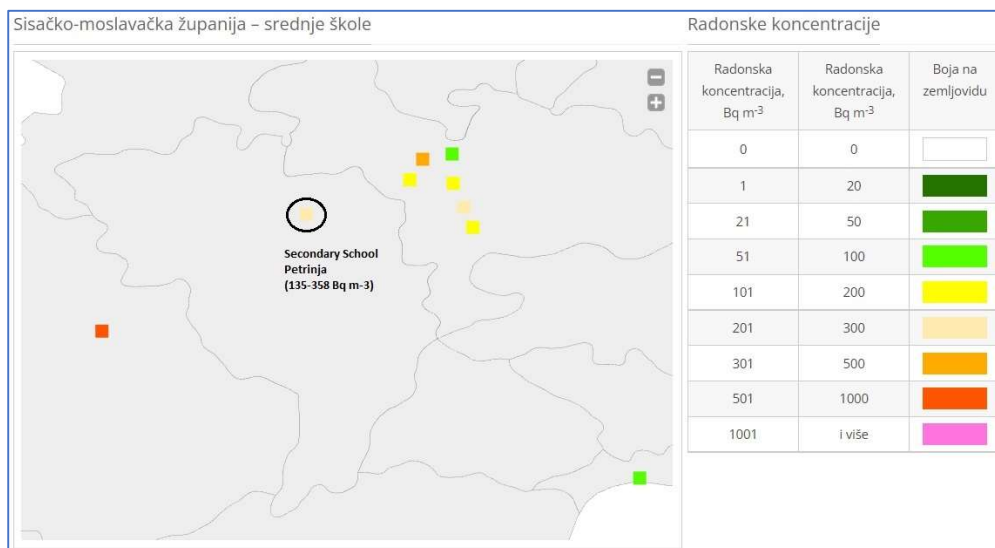 Sisačko-moslavačka županija – srednje škole
Secondary School
Petrinja
(135-358 Bq m-3)
Radonske koncentracije
Radonska koncentracija, Bq m-3 Radonska koncentracija, Bq m-3 Boja na zemljovidu
0 0
1 20
21 50
51 100
101 200
201 300
301 500
501 1000
1001 i više